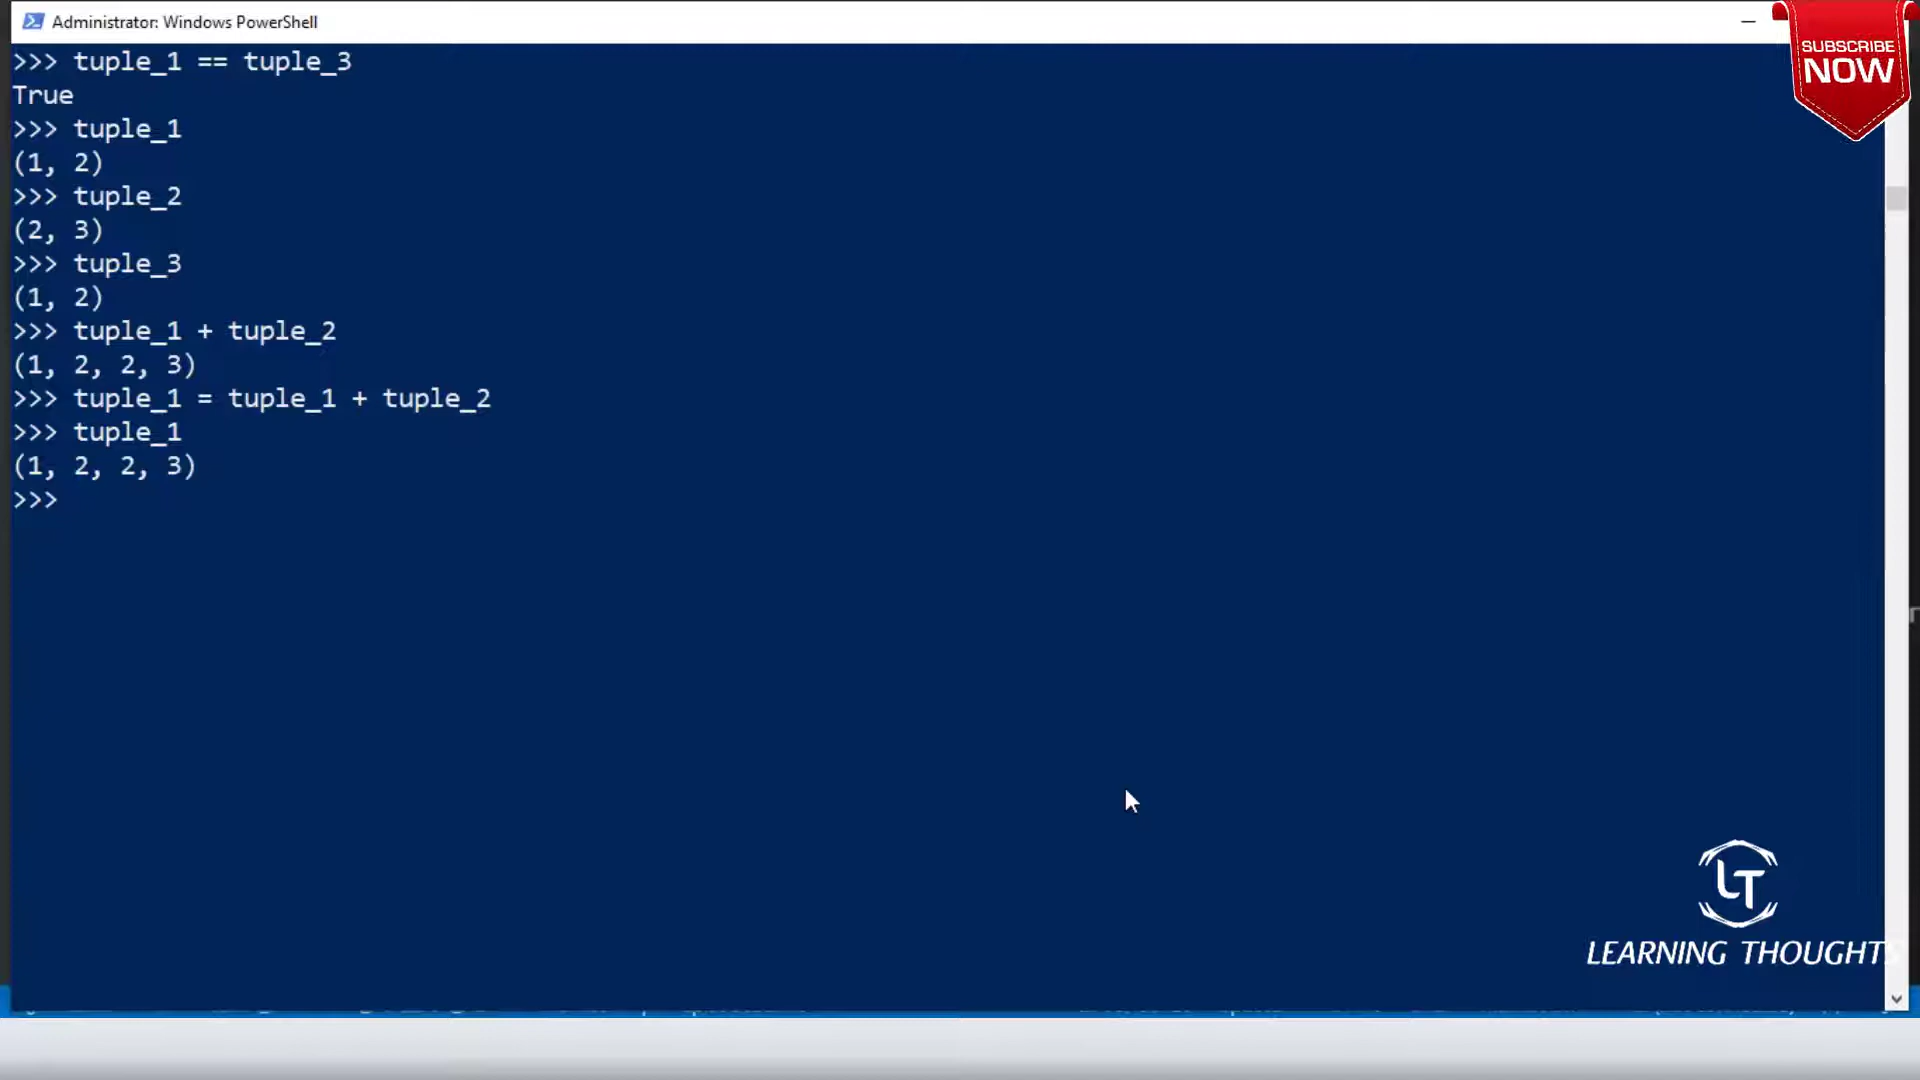 Administrator: Windows PowerShell
SUBSCRIBE
NOW
>>> tuple_1 == tuple_3
True
>>> tuple_1
(1, 2)
>>> tuple_2
(2, 3)
>>> tuple_3
(1, 2)
>>> tuple_1 + tuple_2
(1, 2, 2, 3)
>>> tuple_1 = tuple_1 + tuple_2
>>> tuple_1
(1, 2, 2, 3)
>>>
LT
LEARNING THOUGHTS